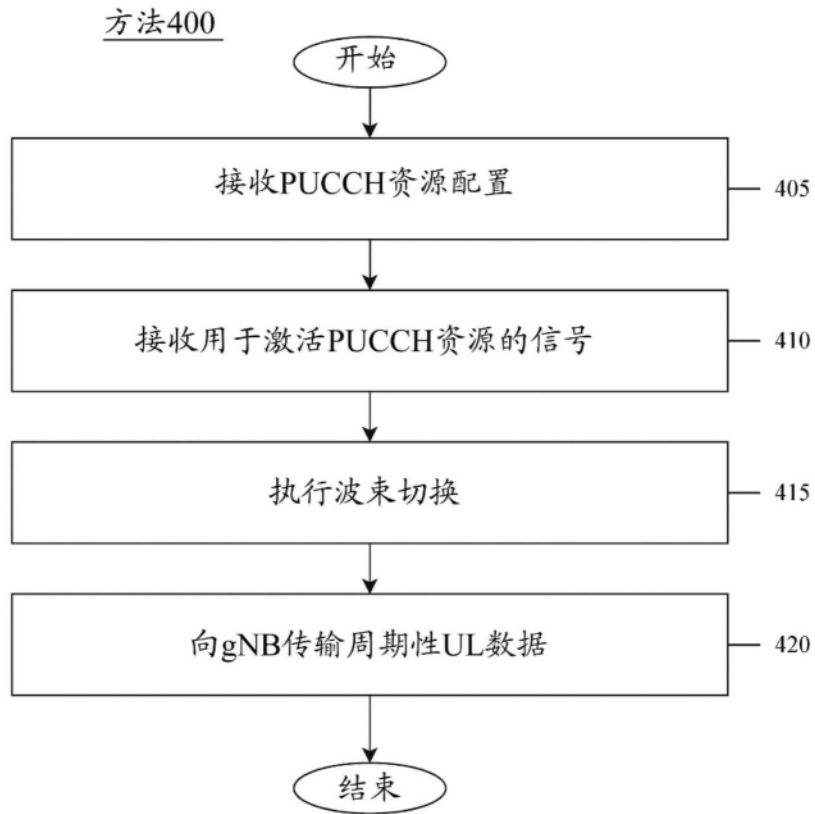 方法400
开始
接收PUCCH资源配置
405
接收用于激活PUCCH资源的信号
410
执行波束切换
415
向gNB传输周期性UL数据
420
结束